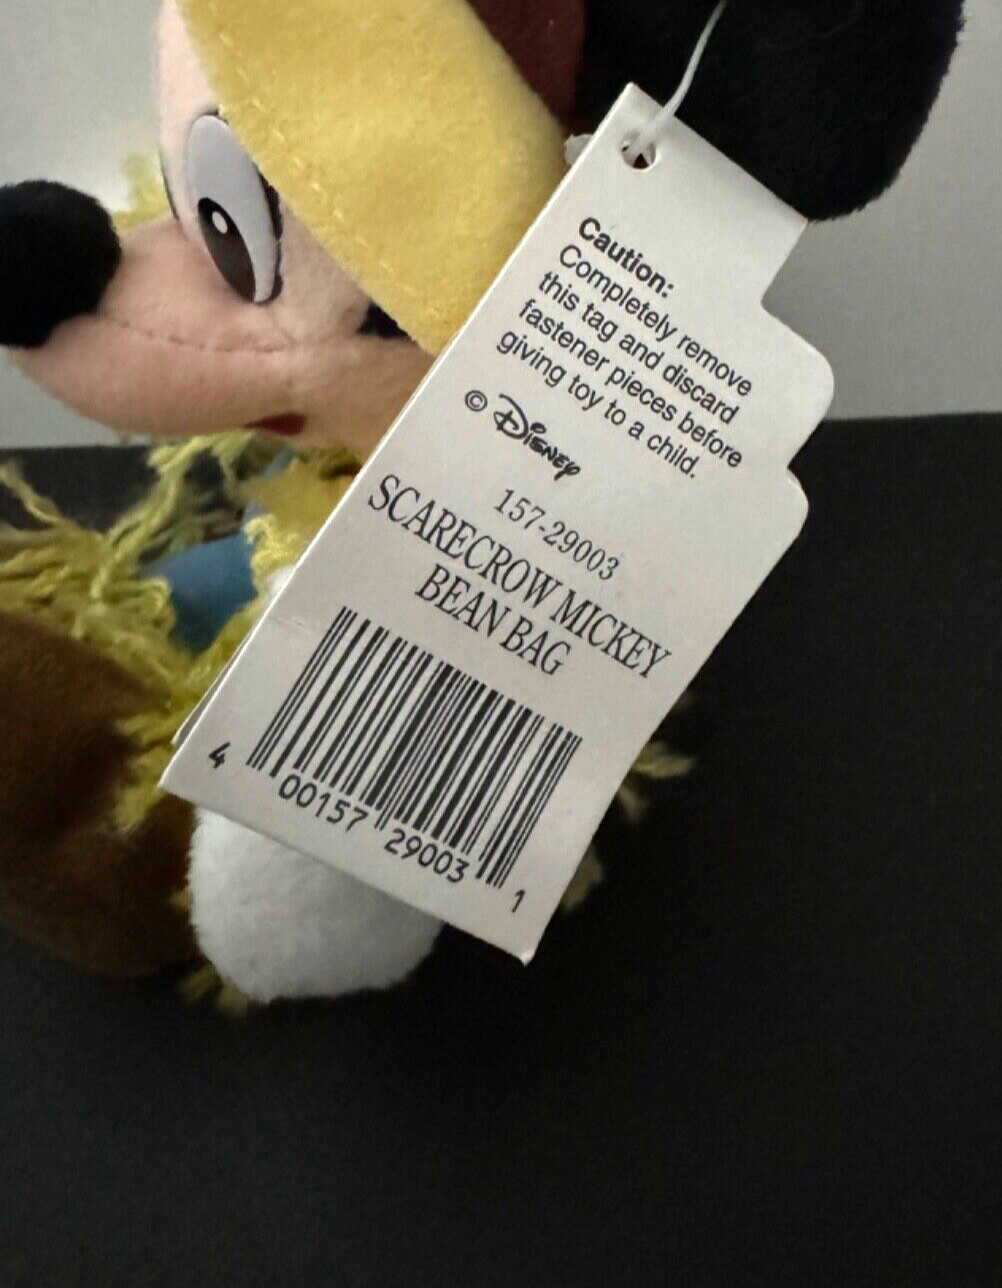 Caution:
Completely remove
this tag and discard
fastener pieces before
giving toy to a child.
© Disney
157-29003
SCARECROW MICKEY
BEAN BAG
4 00157 29003 1